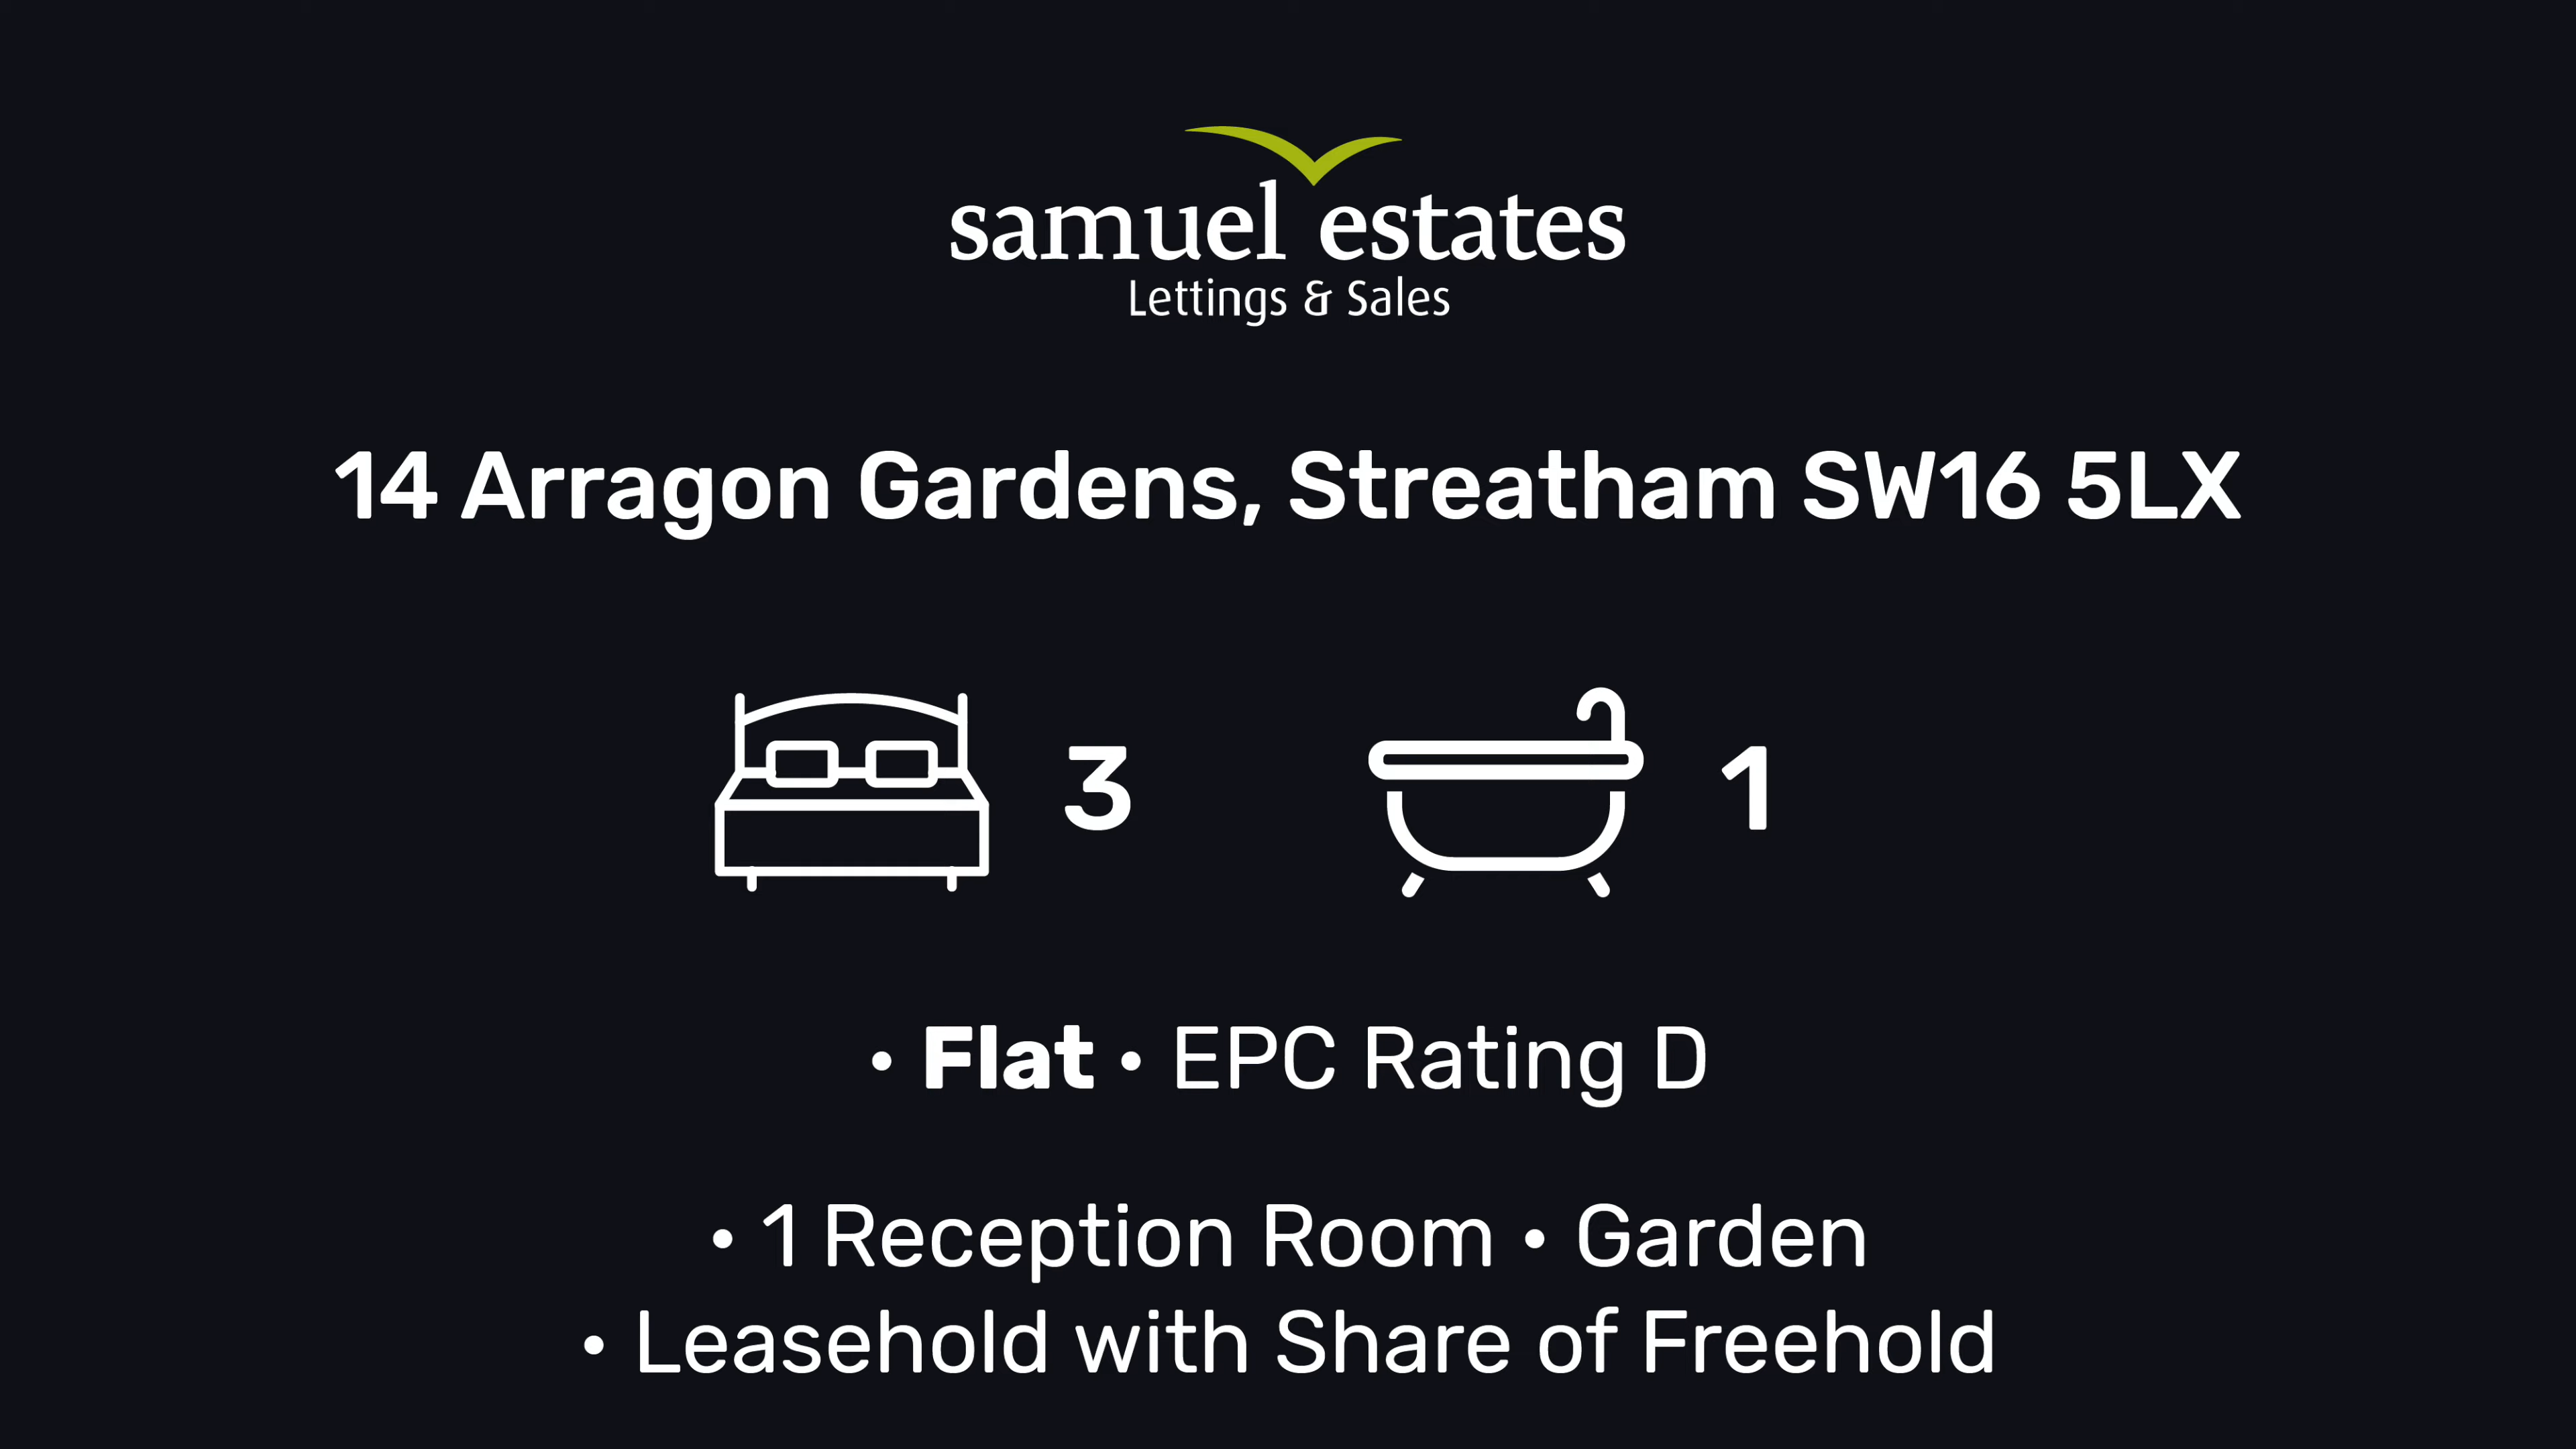 samuel estates
Lettings & Sales
14 Arragon Gardens, Streatham SW16 5LX
3 1
• Flat • EPC Rating D
• 1 Reception Room • Garden
• Leasehold with Share of Freehold